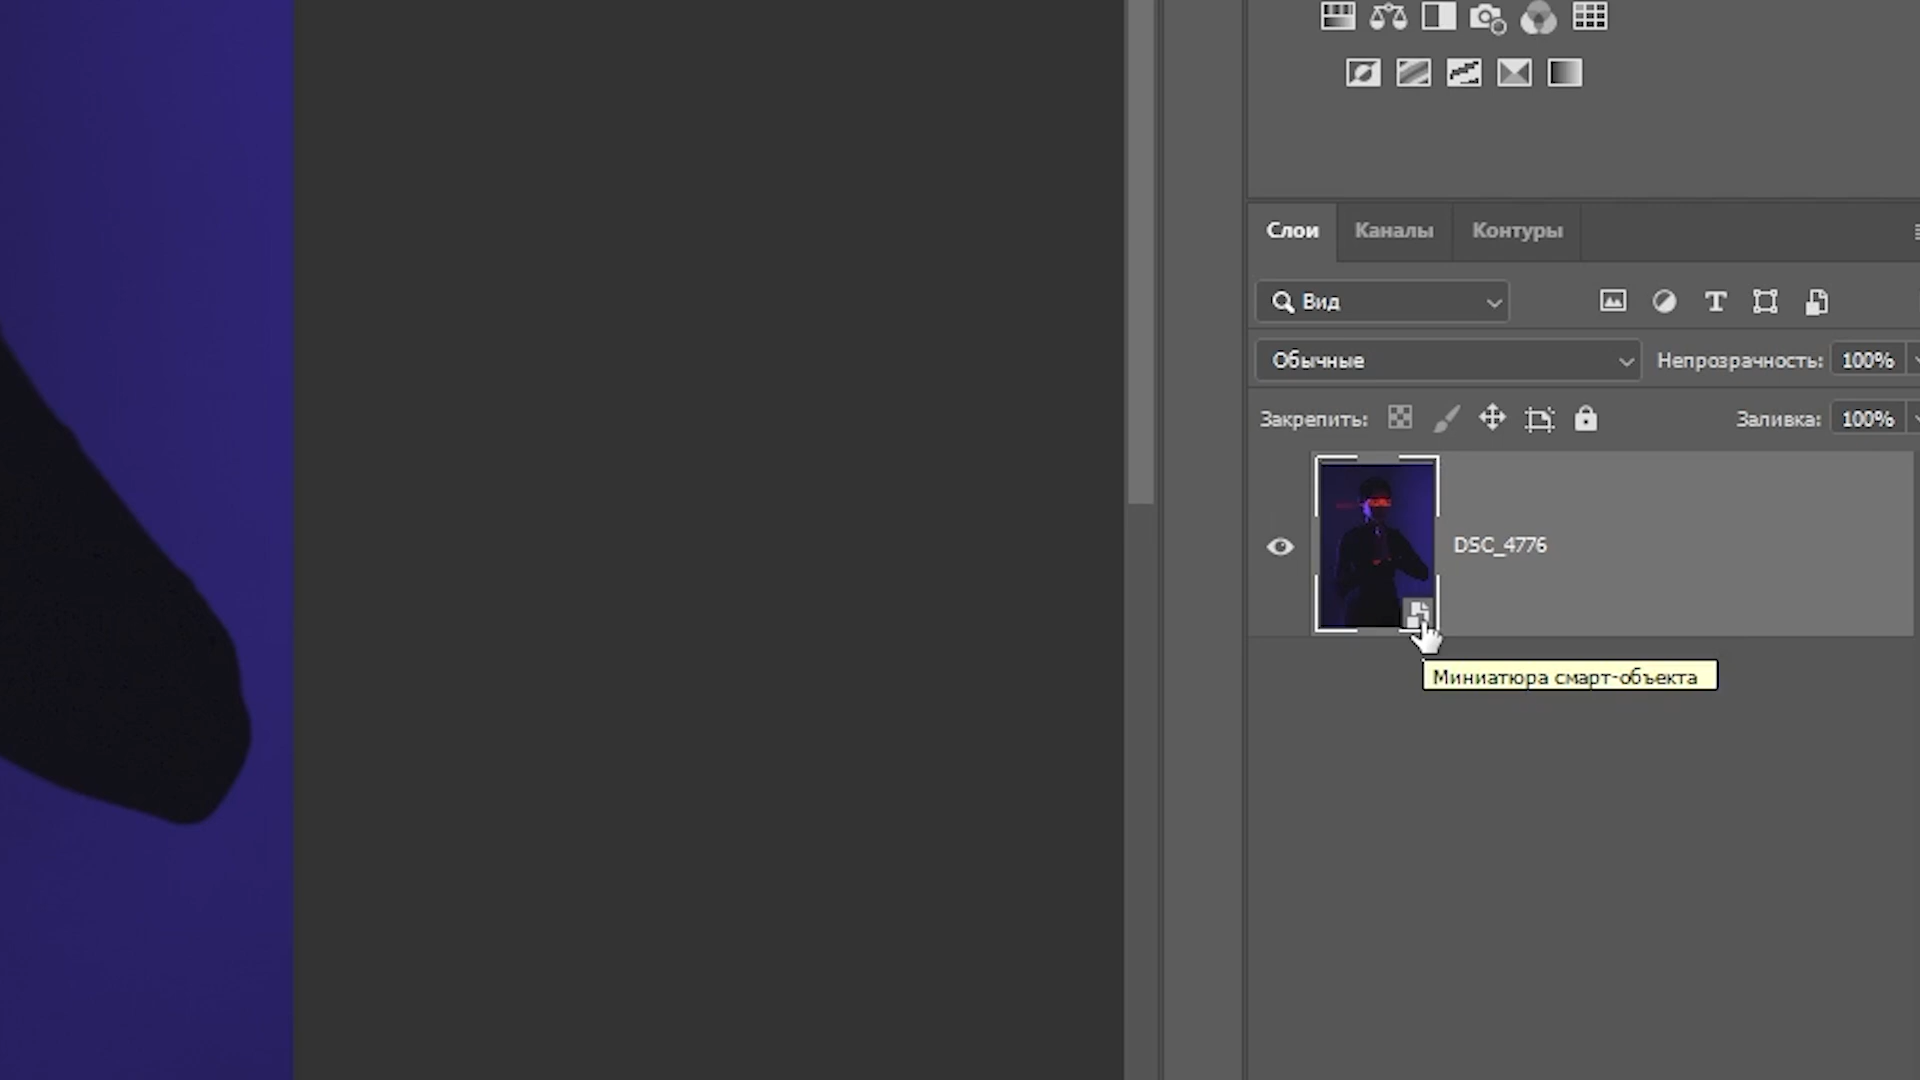 Слои Каналы Контуры
Вид
Обычные Непрозрачность: 100%
Закрепить: Заливка: 100%
DSC_4776
Миниатюра смарт-объекта